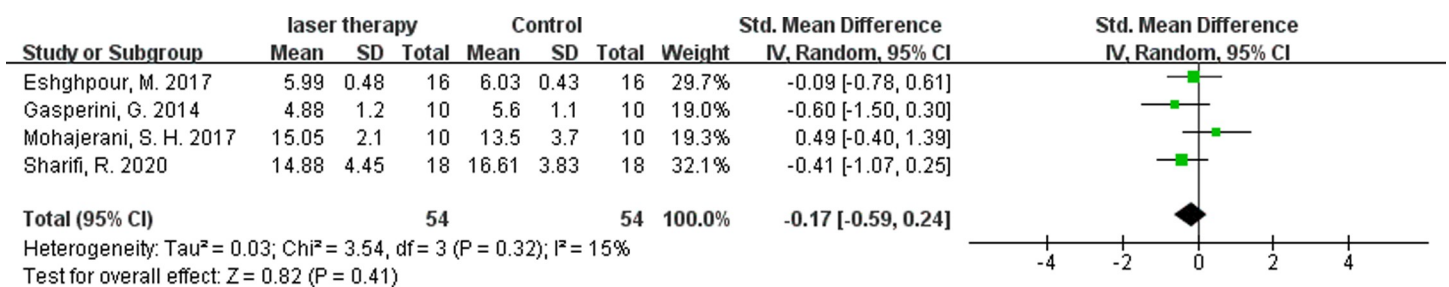 laser therapy Control Std. Mean Difference Std. Mean Difference
Study or Subgroup Mean SD Total Mean SD Total Weight IV, Random, 95% CI IV, Random, 95% CI
Eshghpour, M. 2017 5.99 0.48 16 6.03 0.43 16 29.7% -0.09 [-0.78, 0.61]
Gasperini, G. 2014 4.88 1.2 10 5.6 1.1 10 19.0% -0.60 [-1.50, 0.30]
Mohajerani, S. H. 2017 15.05 2.1 10 13.5 3.7 10 19.3% 0.49 [-0.40, 1.39]
Sharifi, R. 2020 14.88 4.45 18 16.61 3.83 18 32.1% -0.41 [-1.07, 0.25]
Total (95% CI) 54 54 100.0% -0.17 [-0.59, 0.24]
Heterogeneity: Tau² = 0.03; Chi² = 3.54, df = 3 (P = 0.32); I² = 15%
Test for overall effect: Z = 0.82 (P = 0.41)
-4 -2 0 2 4